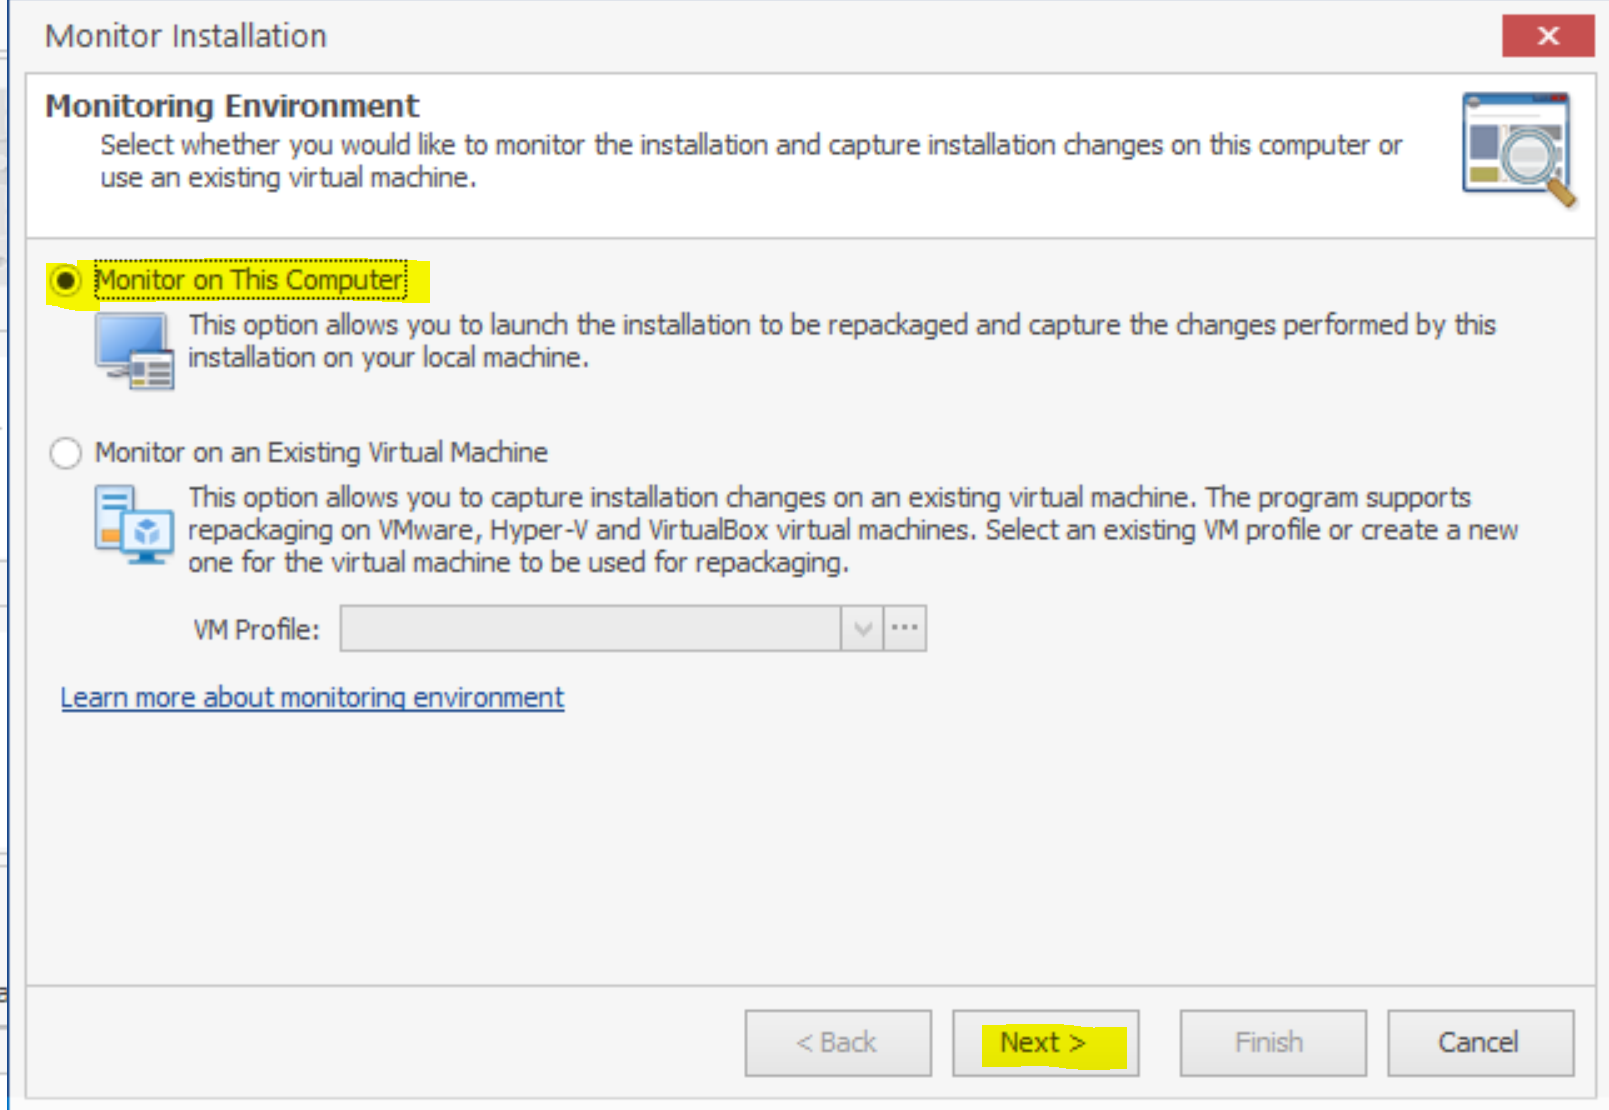 Monitor Installation
Monitoring Environment
Select whether you would like to monitor the installation and capture installation changes on this computer or
use an existing virtual machine.
Monitor on This Computer
This option allows you to launch the installation to be repackaged and capture the changes performed by this
installation on your local machine.
Monitor on an Existing Virtual Machine
This option allows you to capture installation changes on an existing virtual machine. The program supports
repackaging on VMware, Hyper-V and VirtualBox virtual machines. Select an existing VM profile or create a new
one for the virtual machine to be used for repackaging.
VM Profile:
Learn more about monitoring environment
< Back
Next >
Finish
Cancel